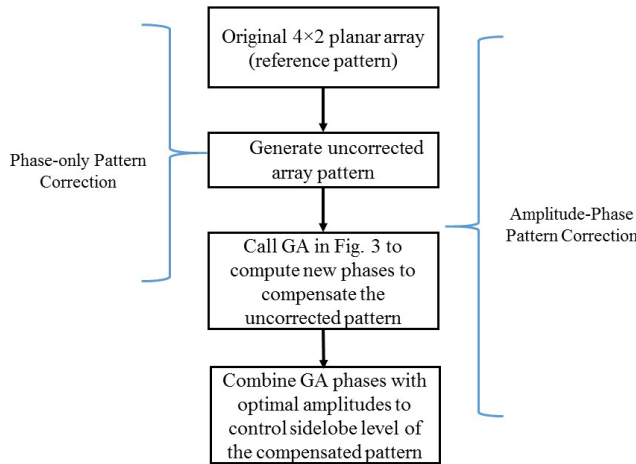 Original 4×2 planar array
(reference pattern)
Generate uncorrected
array pattern
Phase-only Pattern
Correction
Call GA in Fig. 3 to
compute new phases to
compensate the
uncorrected pattern
Amplitude-Phase
Pattern Correction
Combine GA phases with
optimal amplitudes to
control sidelobe level of
the compensated pattern